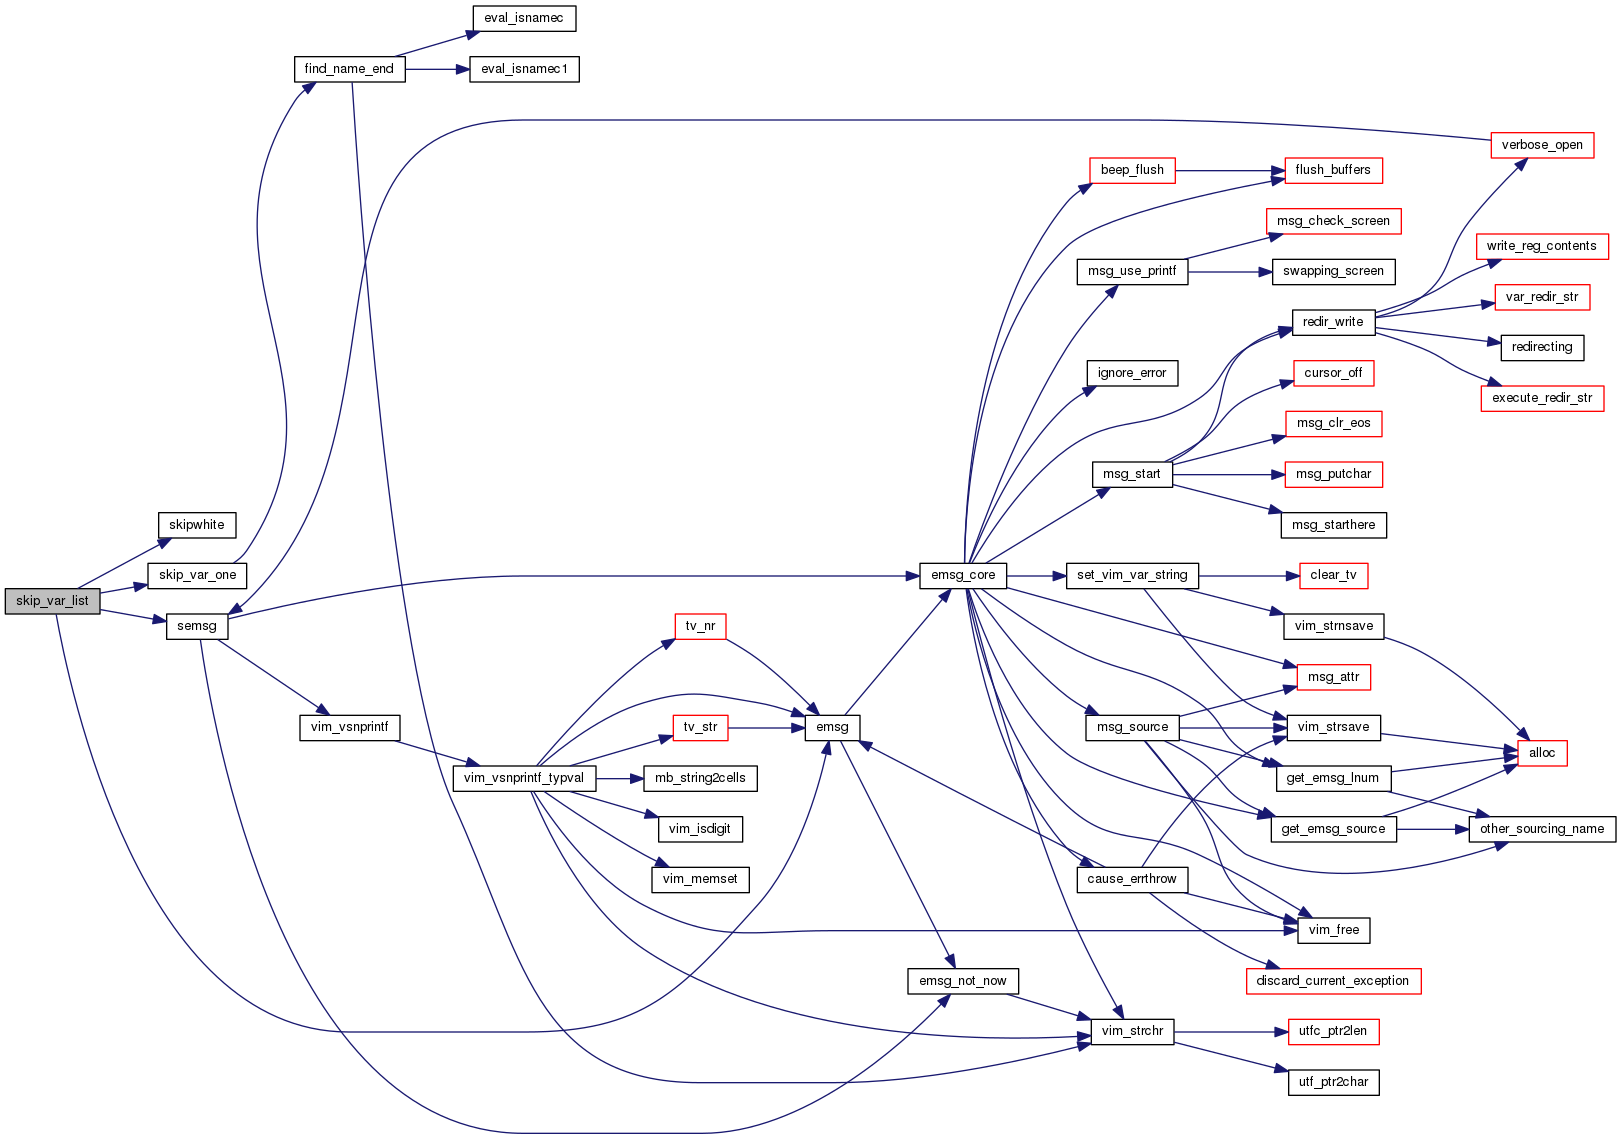 eval_isnamec
find_name_end
eval_isnamec1
verbose_open
beep_flush
flush_buffers
msg_check_screen
write_reg_contents
msg_use_printf
swapping_screen
var_redir_str
redir_write
redirecting
ignore_error
cursor_off
execute_redir_str
msg_clr_eos
msg_start
msg_putchar
skipwhite
msg_starthere
skip_var_one
emsg_core
set_vim_var_string
clear_tv
skip_var_list
semsg
tv_nr
vim_strnsave
msg_attr
vim_vsnprintf
tv_str
emsg
msg_source
vim_strsave
alloc
vim_vsnprintf_typval
mb_string2cells
get_emsg_lnum
vim_isdigit
get_emsg_source
other_sourcing_name
vim_memset
cause_errthrow
vim_free
emsg_not_now
discard_current_exception
vim_strchr
utfc_ptr2len
utf_ptr2char